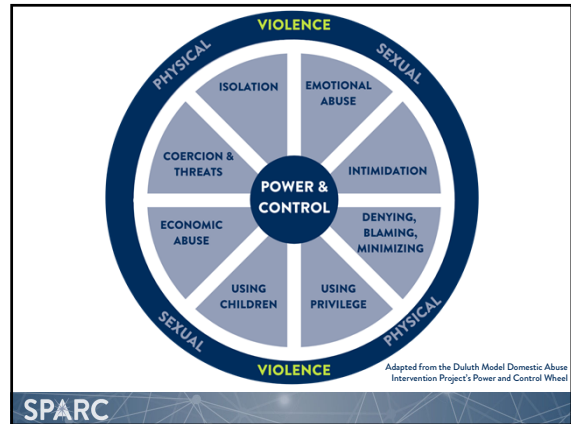 VIOLENCE
PHYSICAL
SEXUAL
ISOLATION
EMOTIONAL
ABUSE
COERCION &
THREATS
INTIMIDATION
POWER &
CONTROL
ECONOMIC
ABUSE
DENYING,
BLAMING,
MINIMIZING
USING
CHILDREN
USING
PRIVILEGE
SEXUAL
PHYSICAL
VIOLENCE
Adapted from the Duluth Model Domestic Abuse
Intervention Project's Power and Control Wheel
SPARC